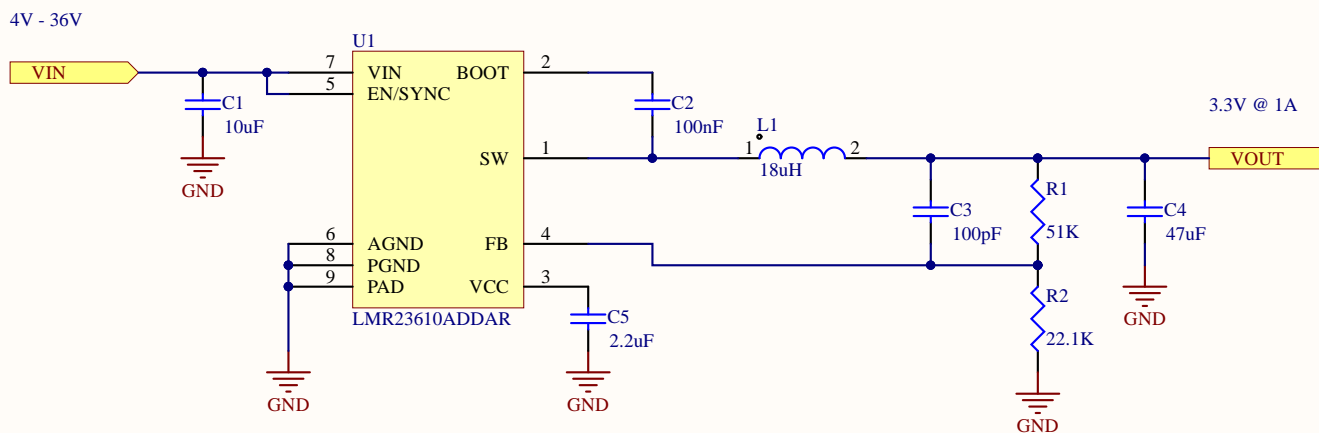 4V - 36V
U1
VIN
7
VIN
BOOT
2
5
EN/SYNC
C1
10uF
C2
100nF
3.3V @ 1A
L1
SW
1
1
2
18uH
VOUT
GND
R1
51K
C3
100pF
C4
47uF
6
AGND
FB
4
8
PGND
9
PAD
VCC
3
R2
22.1K
LMR23610ADDAR
C5
2.2uF
GND
GND
GND
GND